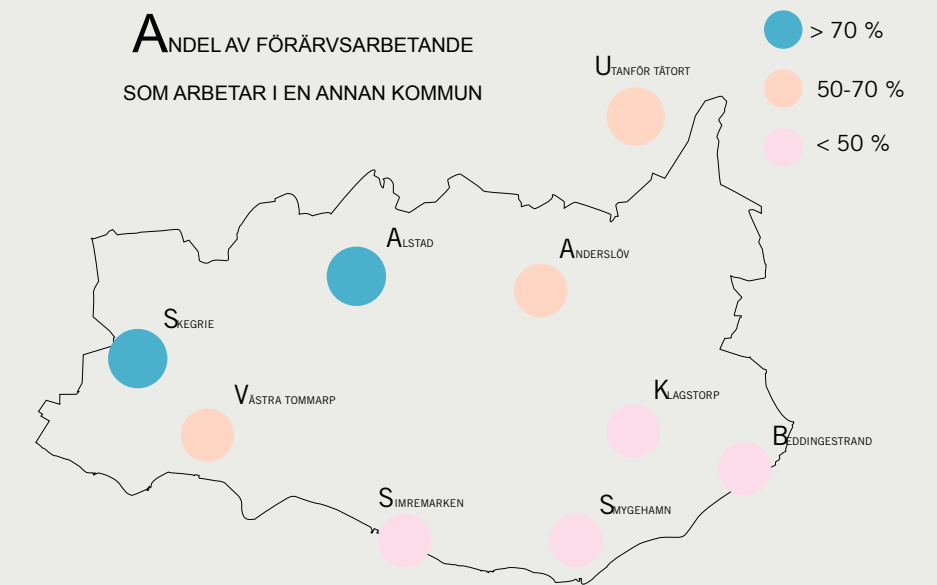 ANDEL AV FÖRÄRVSARBETANDE
SOM ARBETAR I EN ANNAN KOMMUN
> 70 %
50-70 %
< 50 %
UTANFÖR TÄTORT
ALSTAD
ANDERSLÖV
SKEGRIE
VÄSTRA TOMMARP
KLAGSTORP
BEDDINGESTRAND
SIMREMARKEN
SMYGEHAMN